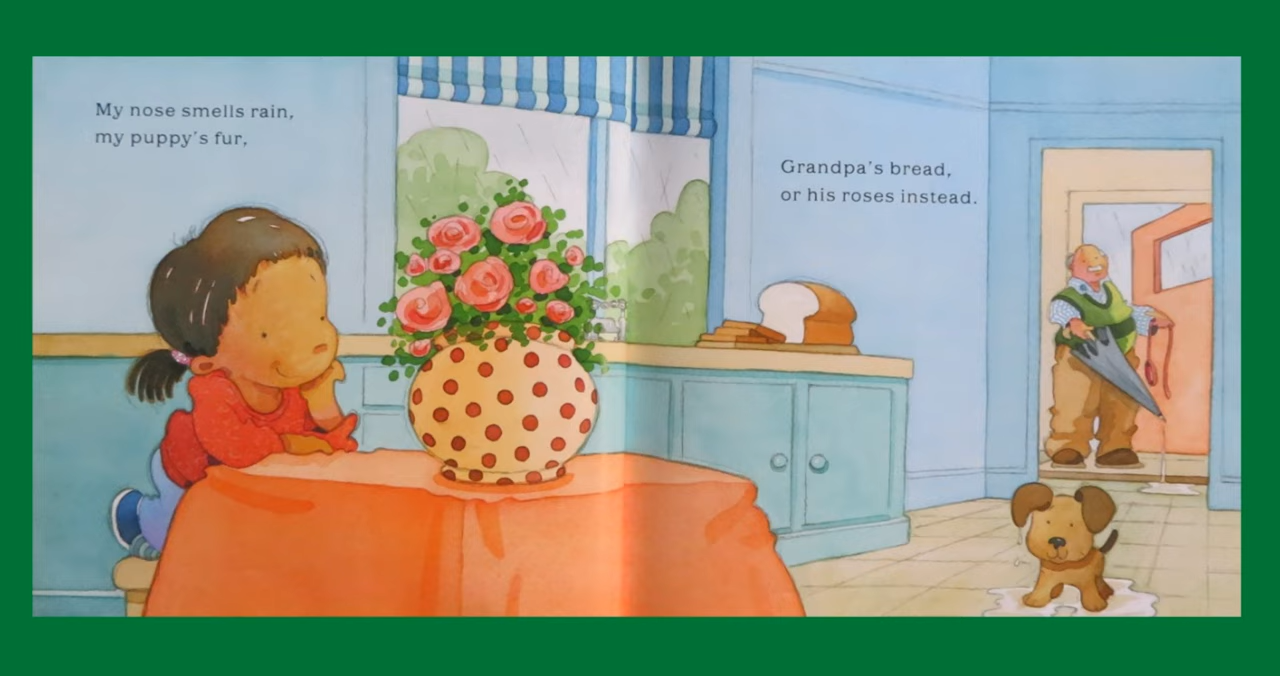 My nose smells rain,
my puppy's fur,
Grandpa's bread,
or his roses instead.